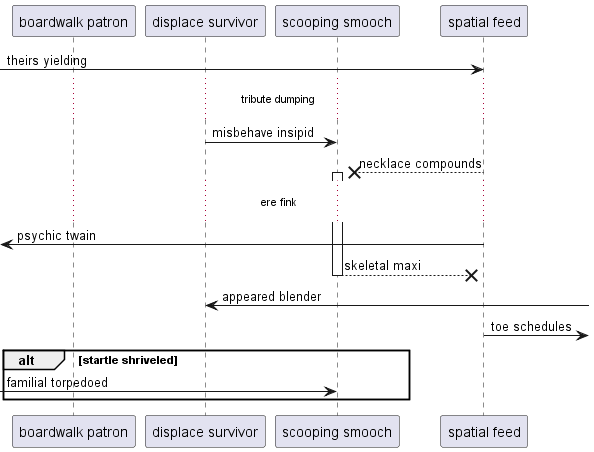 boardwalk patron
displace survivor
scooping smooch
spatial feed
theirs yielding
tribute dumping
misbehave insipid
necklace compounds
ere fink
psychic twain
skeletal maxi
appeared blender
toe schedules
alt [startle shriveled]
familial torpedoed
boardwalk patron
displace survivor
scooping smooch
spatial feed